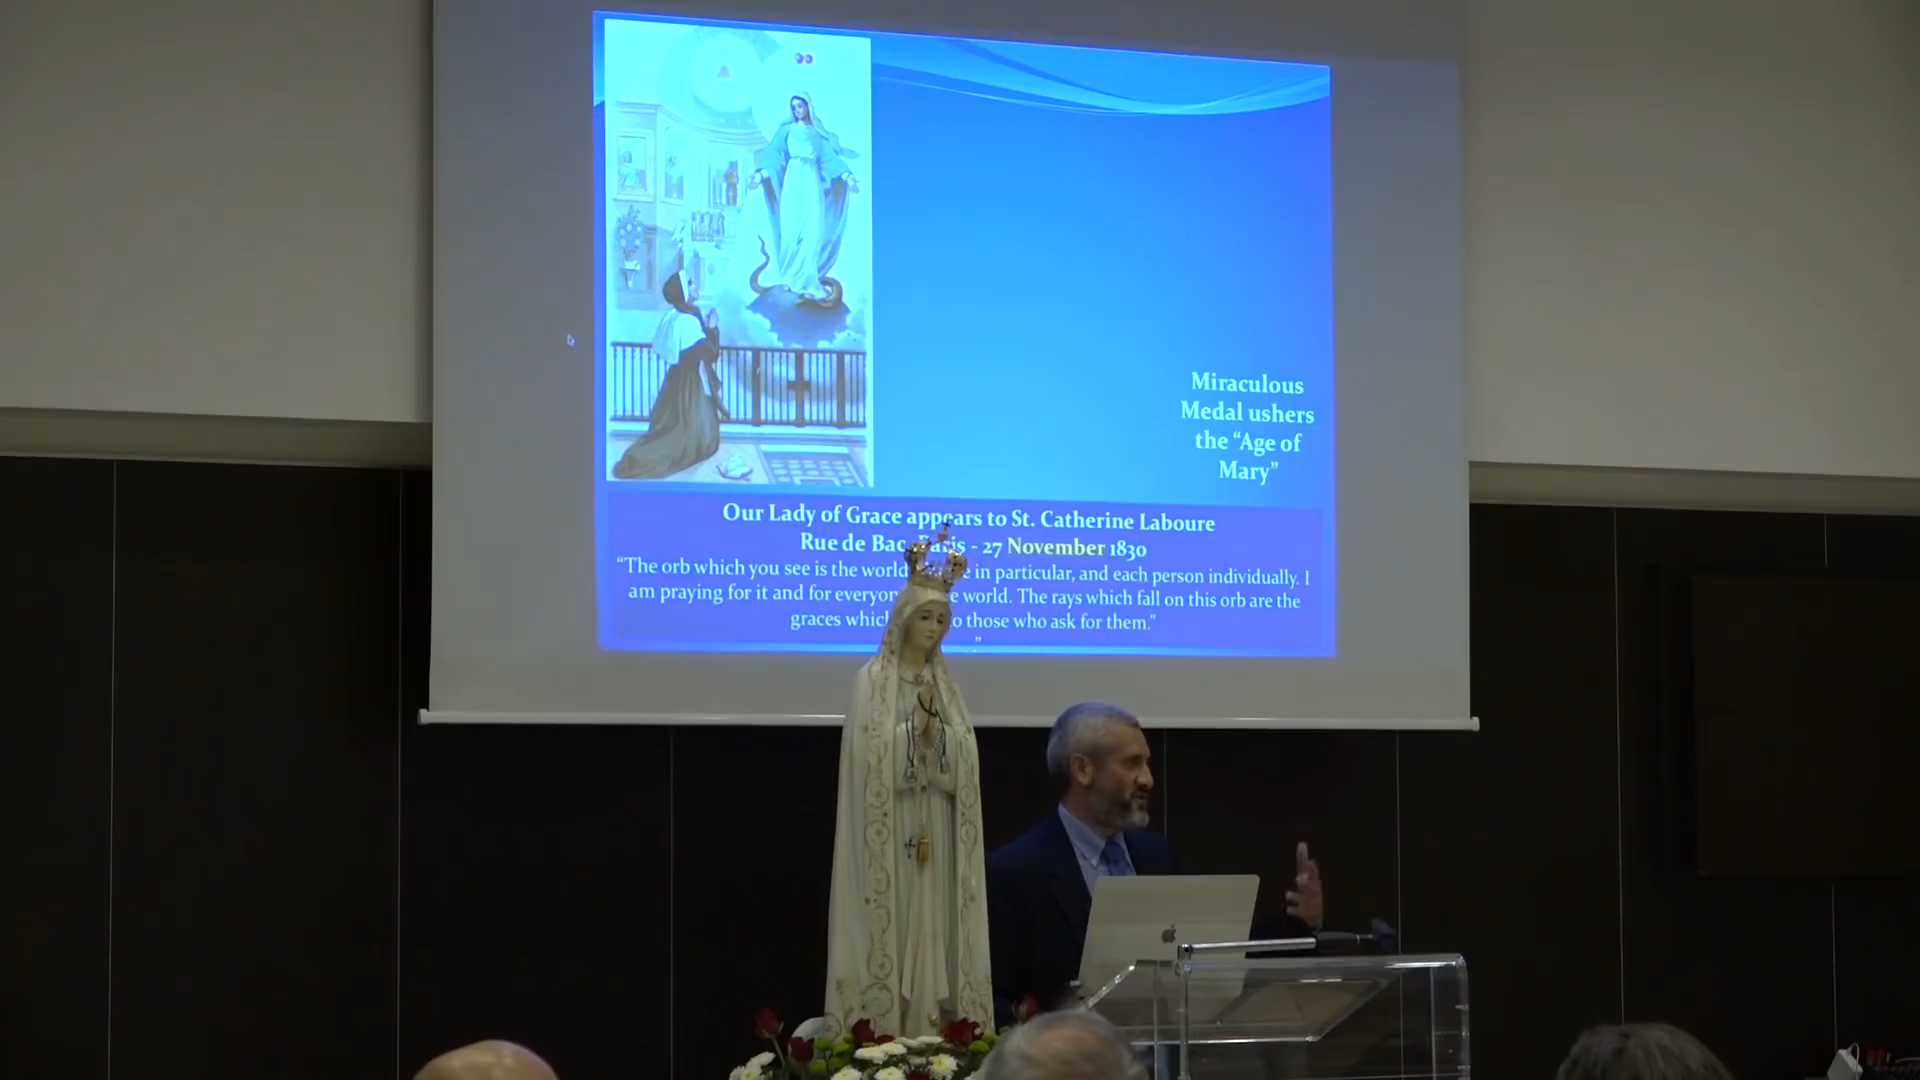 Miraculous
Medal ushers
the “Age of
Mary”
Our Lady of Grace appears to St. Catherine Laboure
Rue de Bac, Paris - 27 November 1830
“The orb which you see is the world in particular, and each person individually. I
am praying for it and for everyon world. The rays which fall on this orb are the
graces which o those who ask for them.”
”